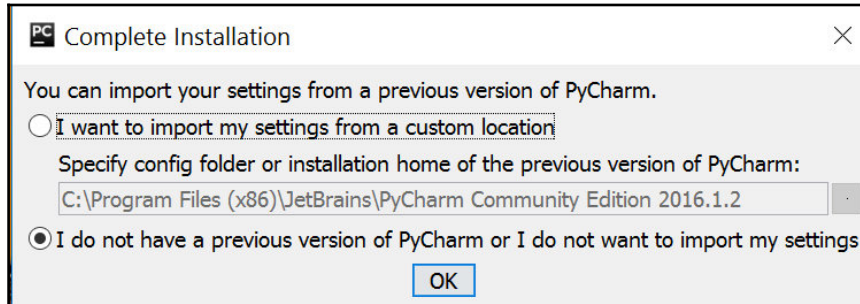 PC
Complete Installation
You can import your settings from a previous version of PyCharm.
I want to import my settings from a custom location
Specify config folder or installation home of the previous version of PyCharm:
C:\Program Files (x86)\JetBrains\PyCharm Community Edition 2016.1.2
I do not have a previous version of PyCharm or I do not want to import my settings
OK